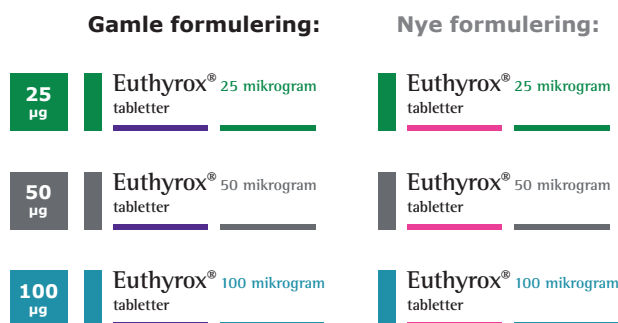 Gamle formulering: Nye formulering:
25 µg
Euthyrox® 25 mikrogram
tabletter
Euthyrox® 25 mikrogram
tabletter
50 µg
Euthyrox® 50 mikrogram
tabletter
Euthyrox® 50 mikrogram
tabletter
100 µg
Euthyrox® 100 mikrogram
tabletter
Euthyrox® 100 mikrogram
tabletter